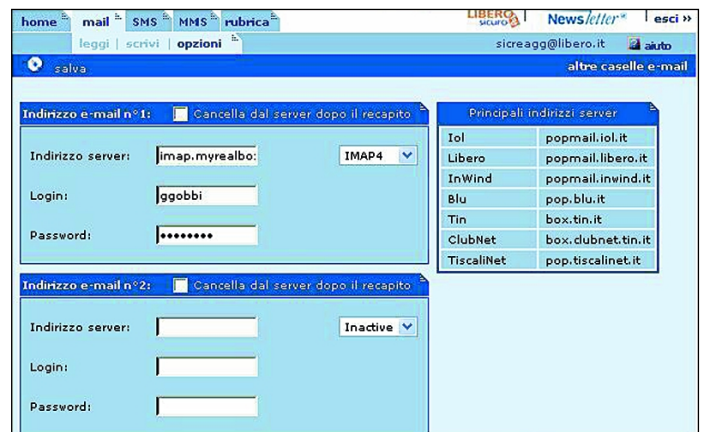 home mail SMS MMS rubrica LIBERO sicuro Newsletter esci »
leggi | scrivi | opzioni sicreagg@libero.it aiuto
salva altre caselle e-mail
Indirizzo e-mail n°1: Cancella dal server dopo il recapito
Indirizzo server: imap.myrealbo: IMAP4
Login: ggobbi
Password: ••••••••
Indirizzo e-mail n°2: Cancella dal server dopo il recapito
Indirizzo server: Inactive
Login:
Password:
Principali indirizzi server
Iol popmail.iol.it
Libero popmail.libero.it
InWind popmail.inwind.it
Blu pop.blu.it
Tin box.tin.it
ClubNet box.clubnet.tin.it
TiscaliNet pop.tiscalinet.it